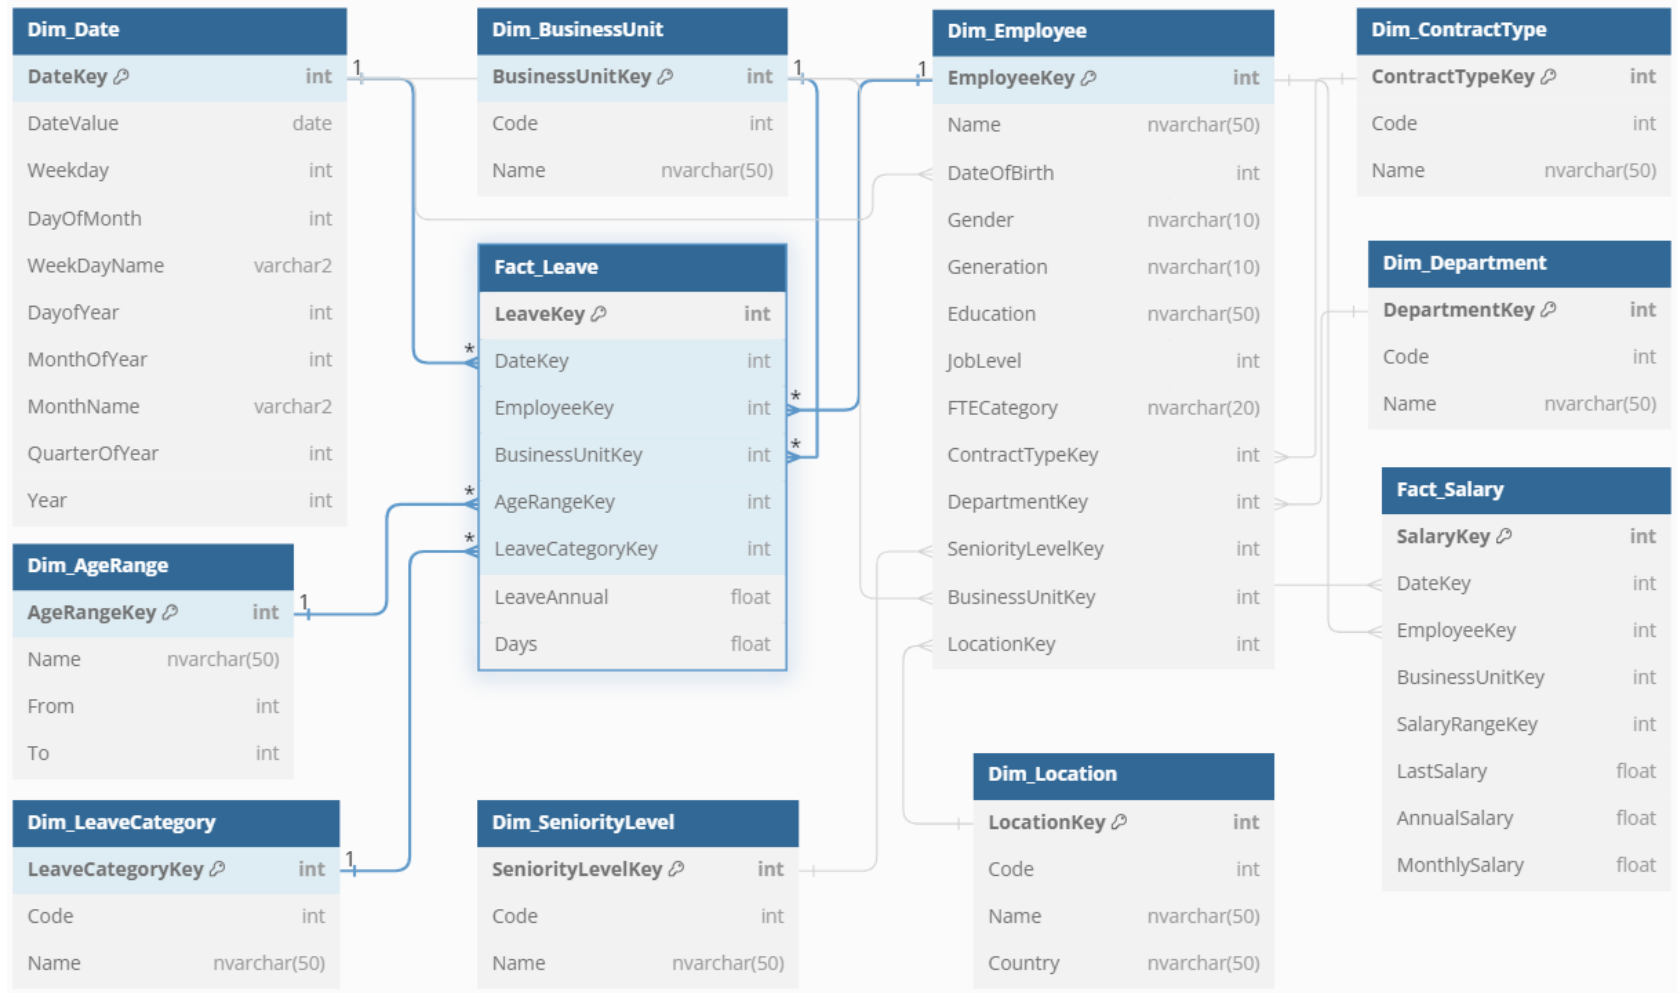 Dim_Date
DateKey int
DateValue date
Weekday int
DayOfMonth int
WeekDayName varchar2
DayofYear int
MonthOfYear int
MonthName varchar2
QuarterOfYear int
Year int
1
Dim_BusinessUnit
BusinessUnitKey int
Code int
Name nvarchar(50)
1
Dim_Employee
1
EmployeeKey int
Name nvarchar(50)
DateOfBirth int
Gender nvarchar(10)
Generation nvarchar(10)
Education nvarchar(50)
JobLevel int
FTECategory nvarchar(20)
ContractTypeKey int
DepartmentKey int
SeniorityLevelKey int
BusinessUnitKey int
LocationKey int
Dim_ContractType
ContractTypeKey int
Code int
Name nvarchar(50)
Fact_Leave
LeaveKey int
* DateKey int
EmployeeKey int *
BusinessUnitKey int *
* AgeRangeKey int
* LeaveCategoryKey int
LeaveAnnual float
Days float
Dim_Department
DepartmentKey int
Code int
Name nvarchar(50)
Fact_Salary
SalaryKey int
DateKey int
EmployeeKey int
BusinessUnitKey int
SalaryRangeKey int
LastSalary float
AnnualSalary float
MonthlySalary float
Dim_AgeRange
AgeRangeKey int
1
Name nvarchar(50)
From int
To int
Dim_LeaveCategory
LeaveCategoryKey int
1
Code int
Name nvarchar(50)
Dim_SeniorityLevel
SeniorityLevelKey int
Code int
Name nvarchar(50)
Dim_Location
LocationKey int
Code int
Name nvarchar(50)
Country nvarchar(50)